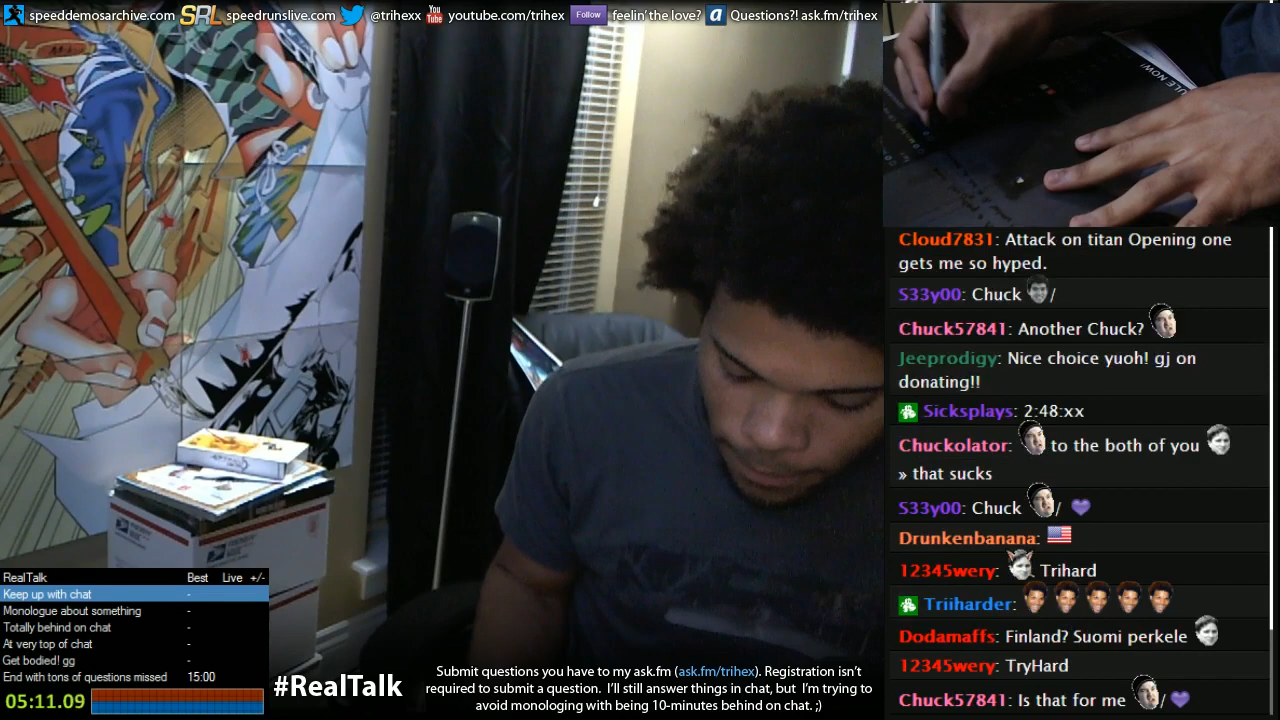 speeddemosarchive.com SRL speedrunslive.com @trihexx You Tube youtube.com/trihex Follow feelin' the love? a Questions?! ask.fm/trihex
ULE NOW!
Cloud7831: Attack on titan Opening one
gets me so hyped.
S33y00: Chuck /
Chuck57841: Another Chuck?
Jeeprodigy: Nice choice yuoh! gj on
donating!!
Sicksplays: 2:48:xx
Chuckolator: to the both of you
» that sucks
S33y00: Chuck /
Drunkenbanana:
12345wery: Trihard
Triiharder:
Dodamaffs: Finland? Suomi perkele
12345wery: TryHard
Chuck57841: Is that for me /
RealTalk Best Live +/-
Keep up with chat -
Monologue about something -
Totally behind on chat -
At very top of chat -
Get bodied! gg -
End with tons of questions missed 15:00
05:11.09
#RealTalk
Submit questions you have to my ask.fm (ask.fm/trihex). Registration isn't
required to submit a question. I'll still answer things in chat, but I'm trying to
avoid monologing with being 10-minutes behind on chat. ;)